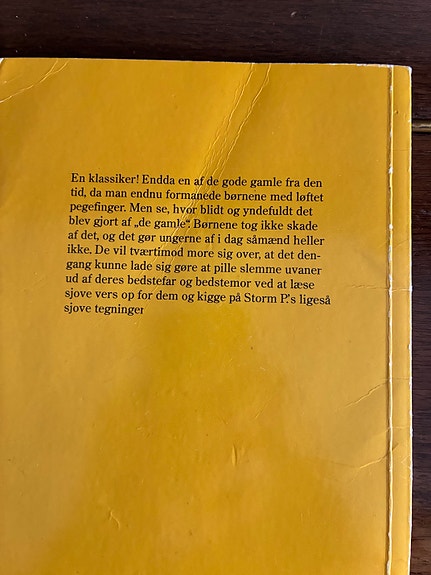 En klassiker! Endda en af de gode gamle fra den
tid, da man endnu formanede børnene med løftet
pegefinger. Men se, hvor blidt og yndefuldt det
blev gjort af „de gamle“. Børnene tog ikke skade
af det, og det gør ungerne af i dag såmænd heller
ikke. De vil tværtimod more sig over, at det den-
gang kunne lade sig gøre at pille slemme uvaner
ud af deres bedstefar og bedstemor ved at læse
sjove vers op for dem og kigge på Storm P.'s ligeså
sjove tegninger